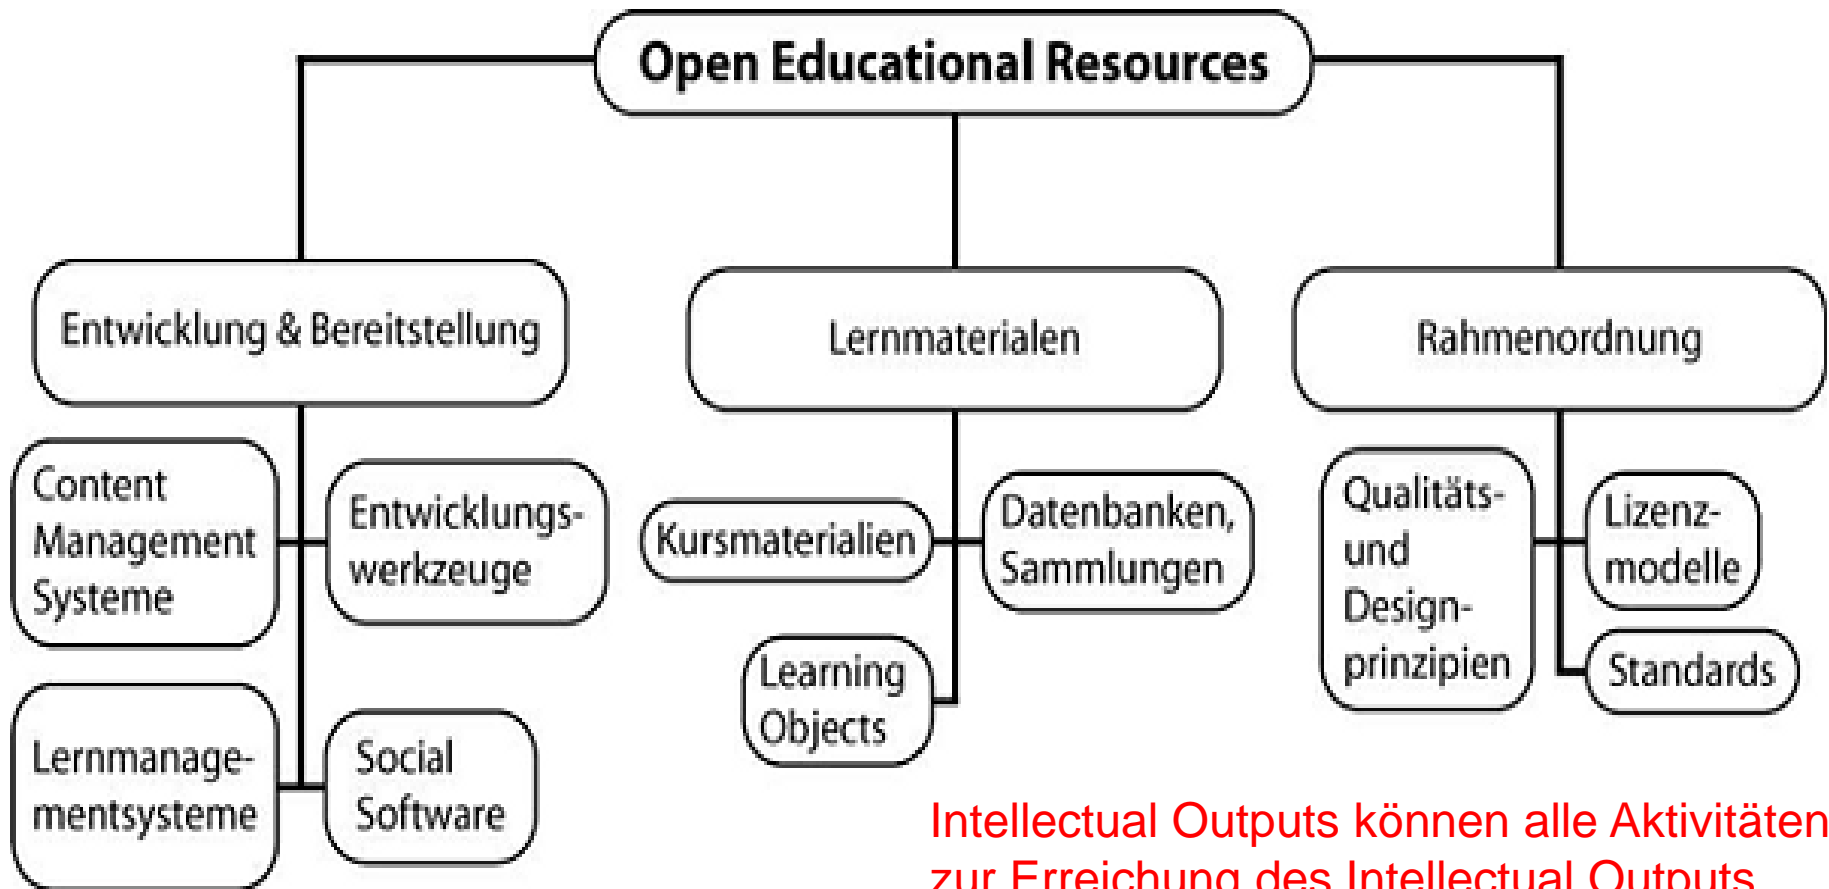 Open Educational Resources
Entwicklung & Bereitstellung
Lernmaterialen
Rahmenordnung
Content
Management
Systeme
Entwicklungs-
werkzeuge
Lernmanage-
mentsysteme
Social
Software
Kursmaterialien
Datenbanken,
Sammlungen
Learning
Objects
Qualitäts-
und
Design-
prinzipien
Lizenz-
modelle
Standards
Intellectual Outputs können alle Aktivitäten
zur Erreichung des Intellectual Outputs